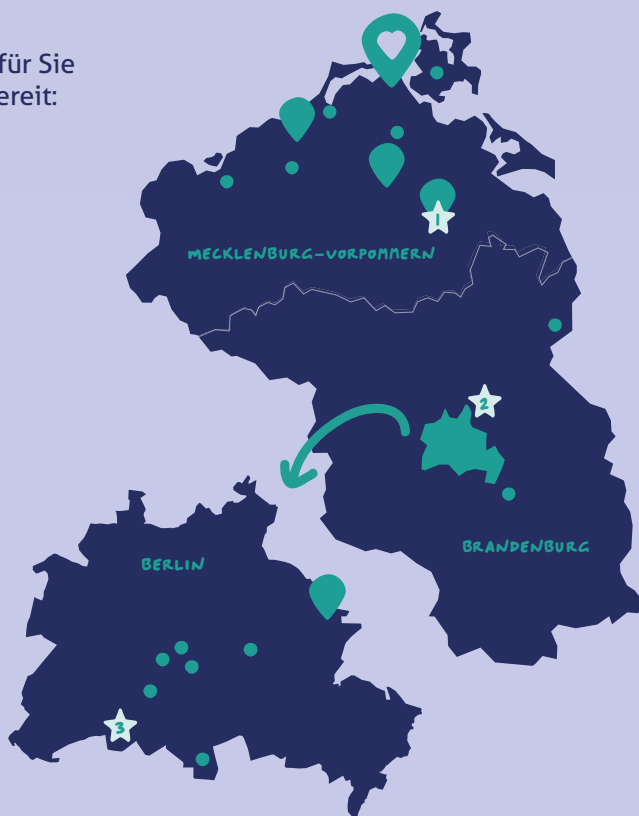 für Sie
ereit:
1
MECKLENBURG-VORPOMMERN
2
BRANDENBURG
BERLIN
3